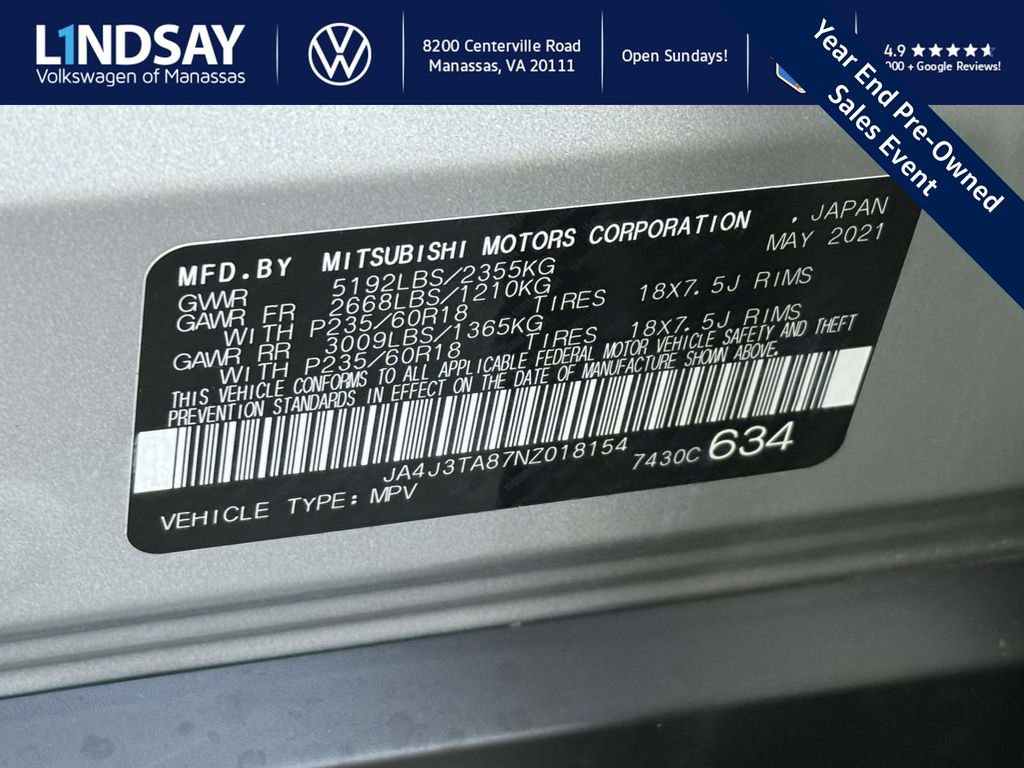 L1NDSAY
Volkswagen of Manassas
8200 Centerville Road
Manassas, VA 20111
Open Sundays!
4.9
000 + Google Reviews!
Year End Pre-Owned
Sales Event
MFD.BY MITSUBISHI MOTORS CORPORATION , JAPAN
GVWR 5192LBS/2355KG MAY 2021
GAWR FR 2668LBS/1210KG
WITH P235/60R18 TIRES 18X7.5J RIMS
GAWR RR 3009LBS/1365KG
WITH P235/60R18 TIRES 18X7.5J RIMS
THIS VEHICLE CONFORMS TO ALL APPLICABLE FEDERAL MOTOR VEHICLE SAFETY AND THEFT
PREVENTION STANDARDS IN EFFECT ON THE DATE OF MANUFACTURE SHOWN ABOVE.
JA4J3TA87NZ018154 7430C 634
VEHICLE TYPE: MPV